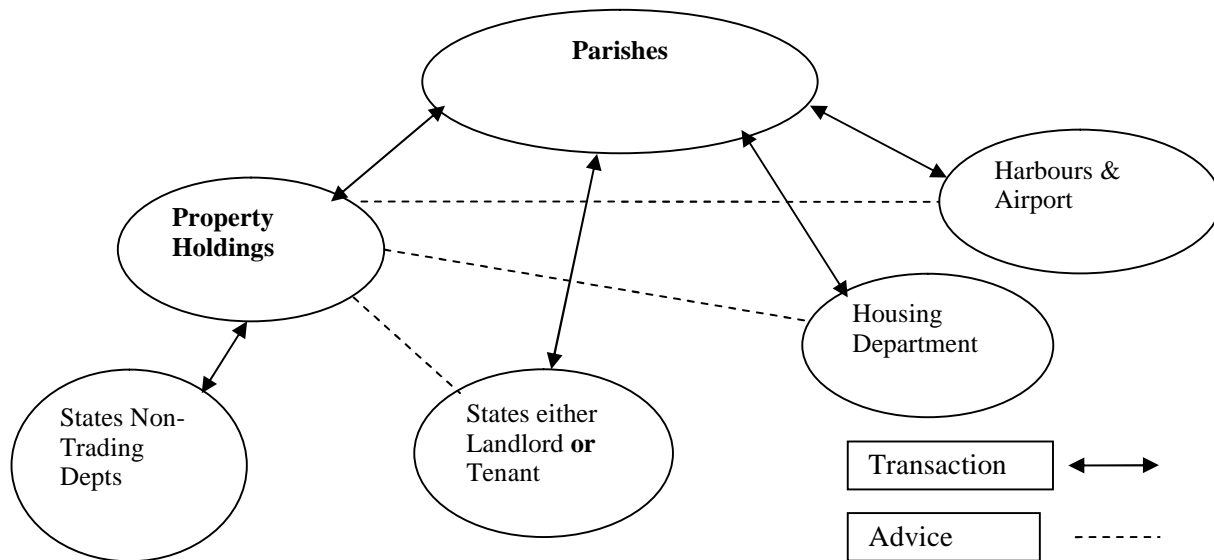 Parishes
Harbours &
Airport
Property
Holdings
Housing
Department
States Non-
Trading
Depts
States either
Landlord or
Tenant
Transaction
Advice